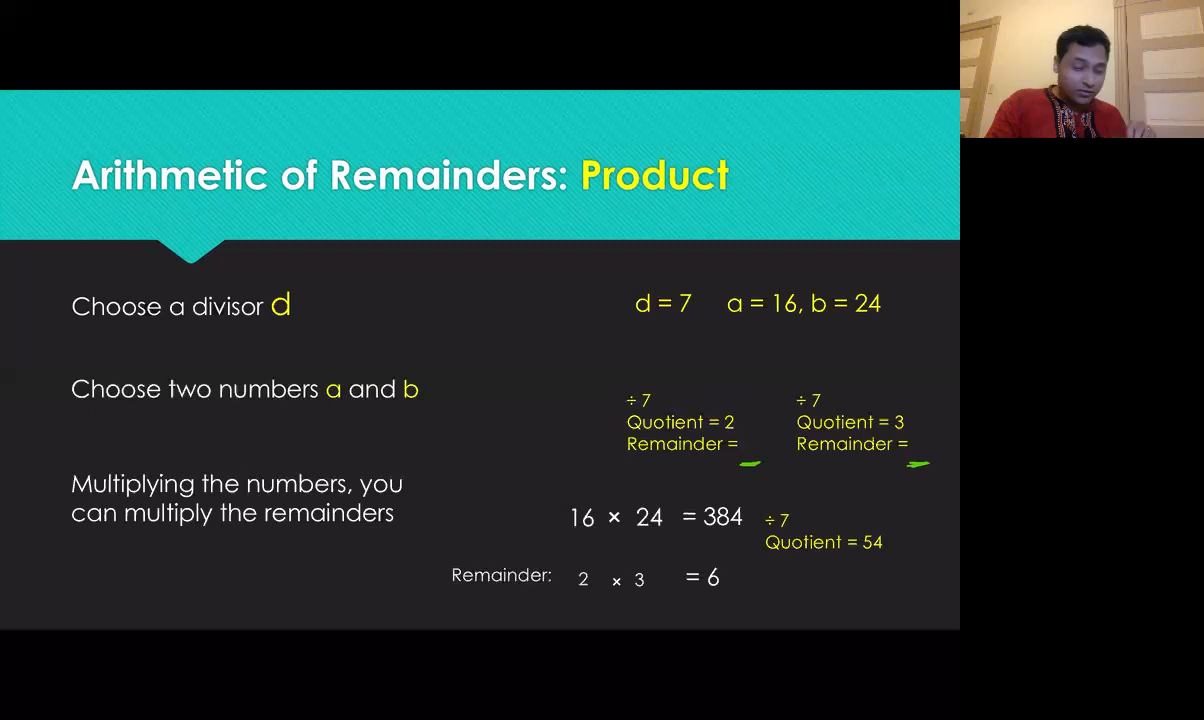 Arithmetic of Remainders: Product
Choose a divisor d
d = 7 a = 16, b = 24
Choose two numbers a and b
÷ 7
Quotient = 2
Remainder =
÷ 7
Quotient = 3
Remainder =
Multiplying the numbers, you
can multiply the remainders
16 × 24 = 384
÷ 7
Quotient = 54
Remainder: 2 × 3 = 6